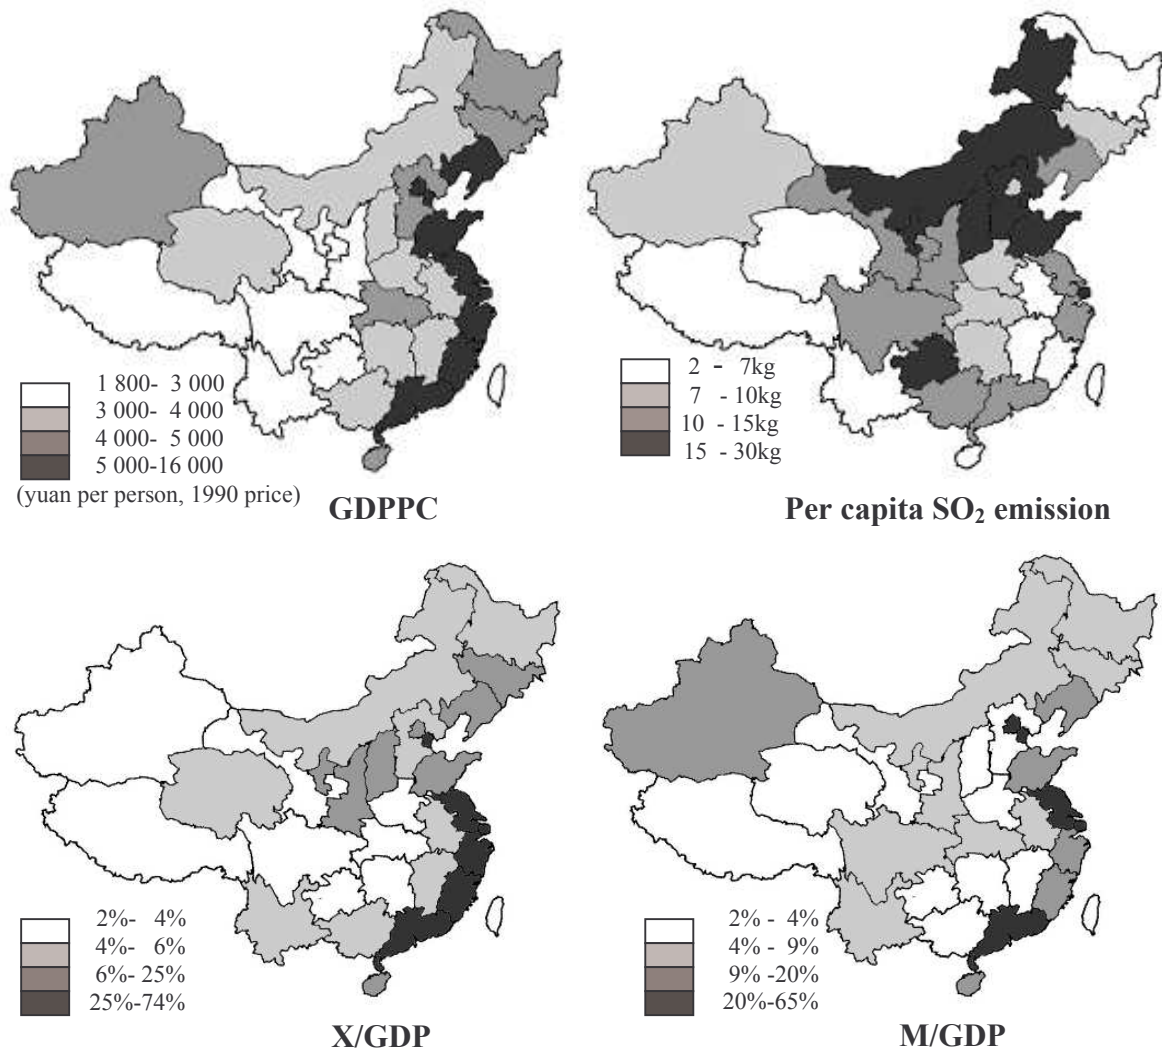 1 800- 3 000
3 000- 4 000
4 000- 5 000
5 000-16 000
(yuan per person, 1990 price)
GDPPC
2 - 7kg
7 - 10kg
10 - 15kg
15 - 30kg
Per capita SO₂ emission
2%- 4%
4%- 6%
6%- 25%
25%-74%
X/GDP
2% - 4%
4% - 9%
9% -20%
20%-65%
M/GDP